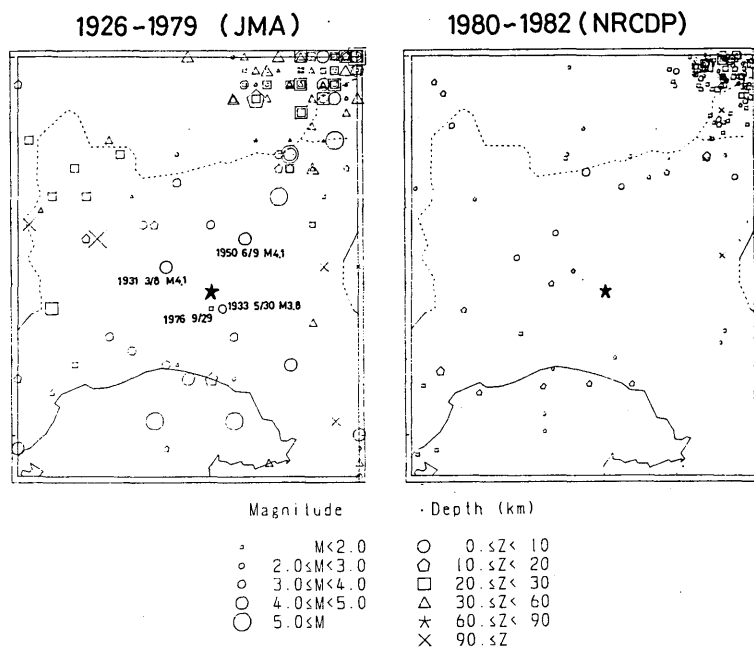 1926-1979 (JMA)
1980-1982 (NRCDP)
1950 6/9 M4,1
1931 3/8 M4,1
1933 5/30 M3,8
1976 9/29
Magnitude
M<2.0
2.0≤M<3.0
3.0≤M<4.0
4.0≤M<5.0
5.0≤M
Depth (km)
0.≤Z< 10
10.≤Z< 20
20.≤Z< 30
30.≤Z< 60
60.≤Z< 90
90.≤Z